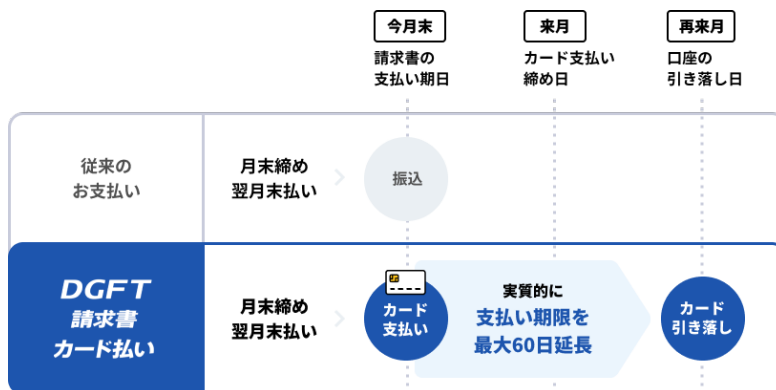 今月末
来月
再来月
請求書の
支払い期日
カード支払い
締め日
口座の
引き落し日
従来の
お支払い
月末締め
翌月末払い
振込
DGFT
請求書
カード払い
月末締め
翌月末払い
カード
支払い
実質的に
支払い期限を
最大60日延長
カード
引き落し